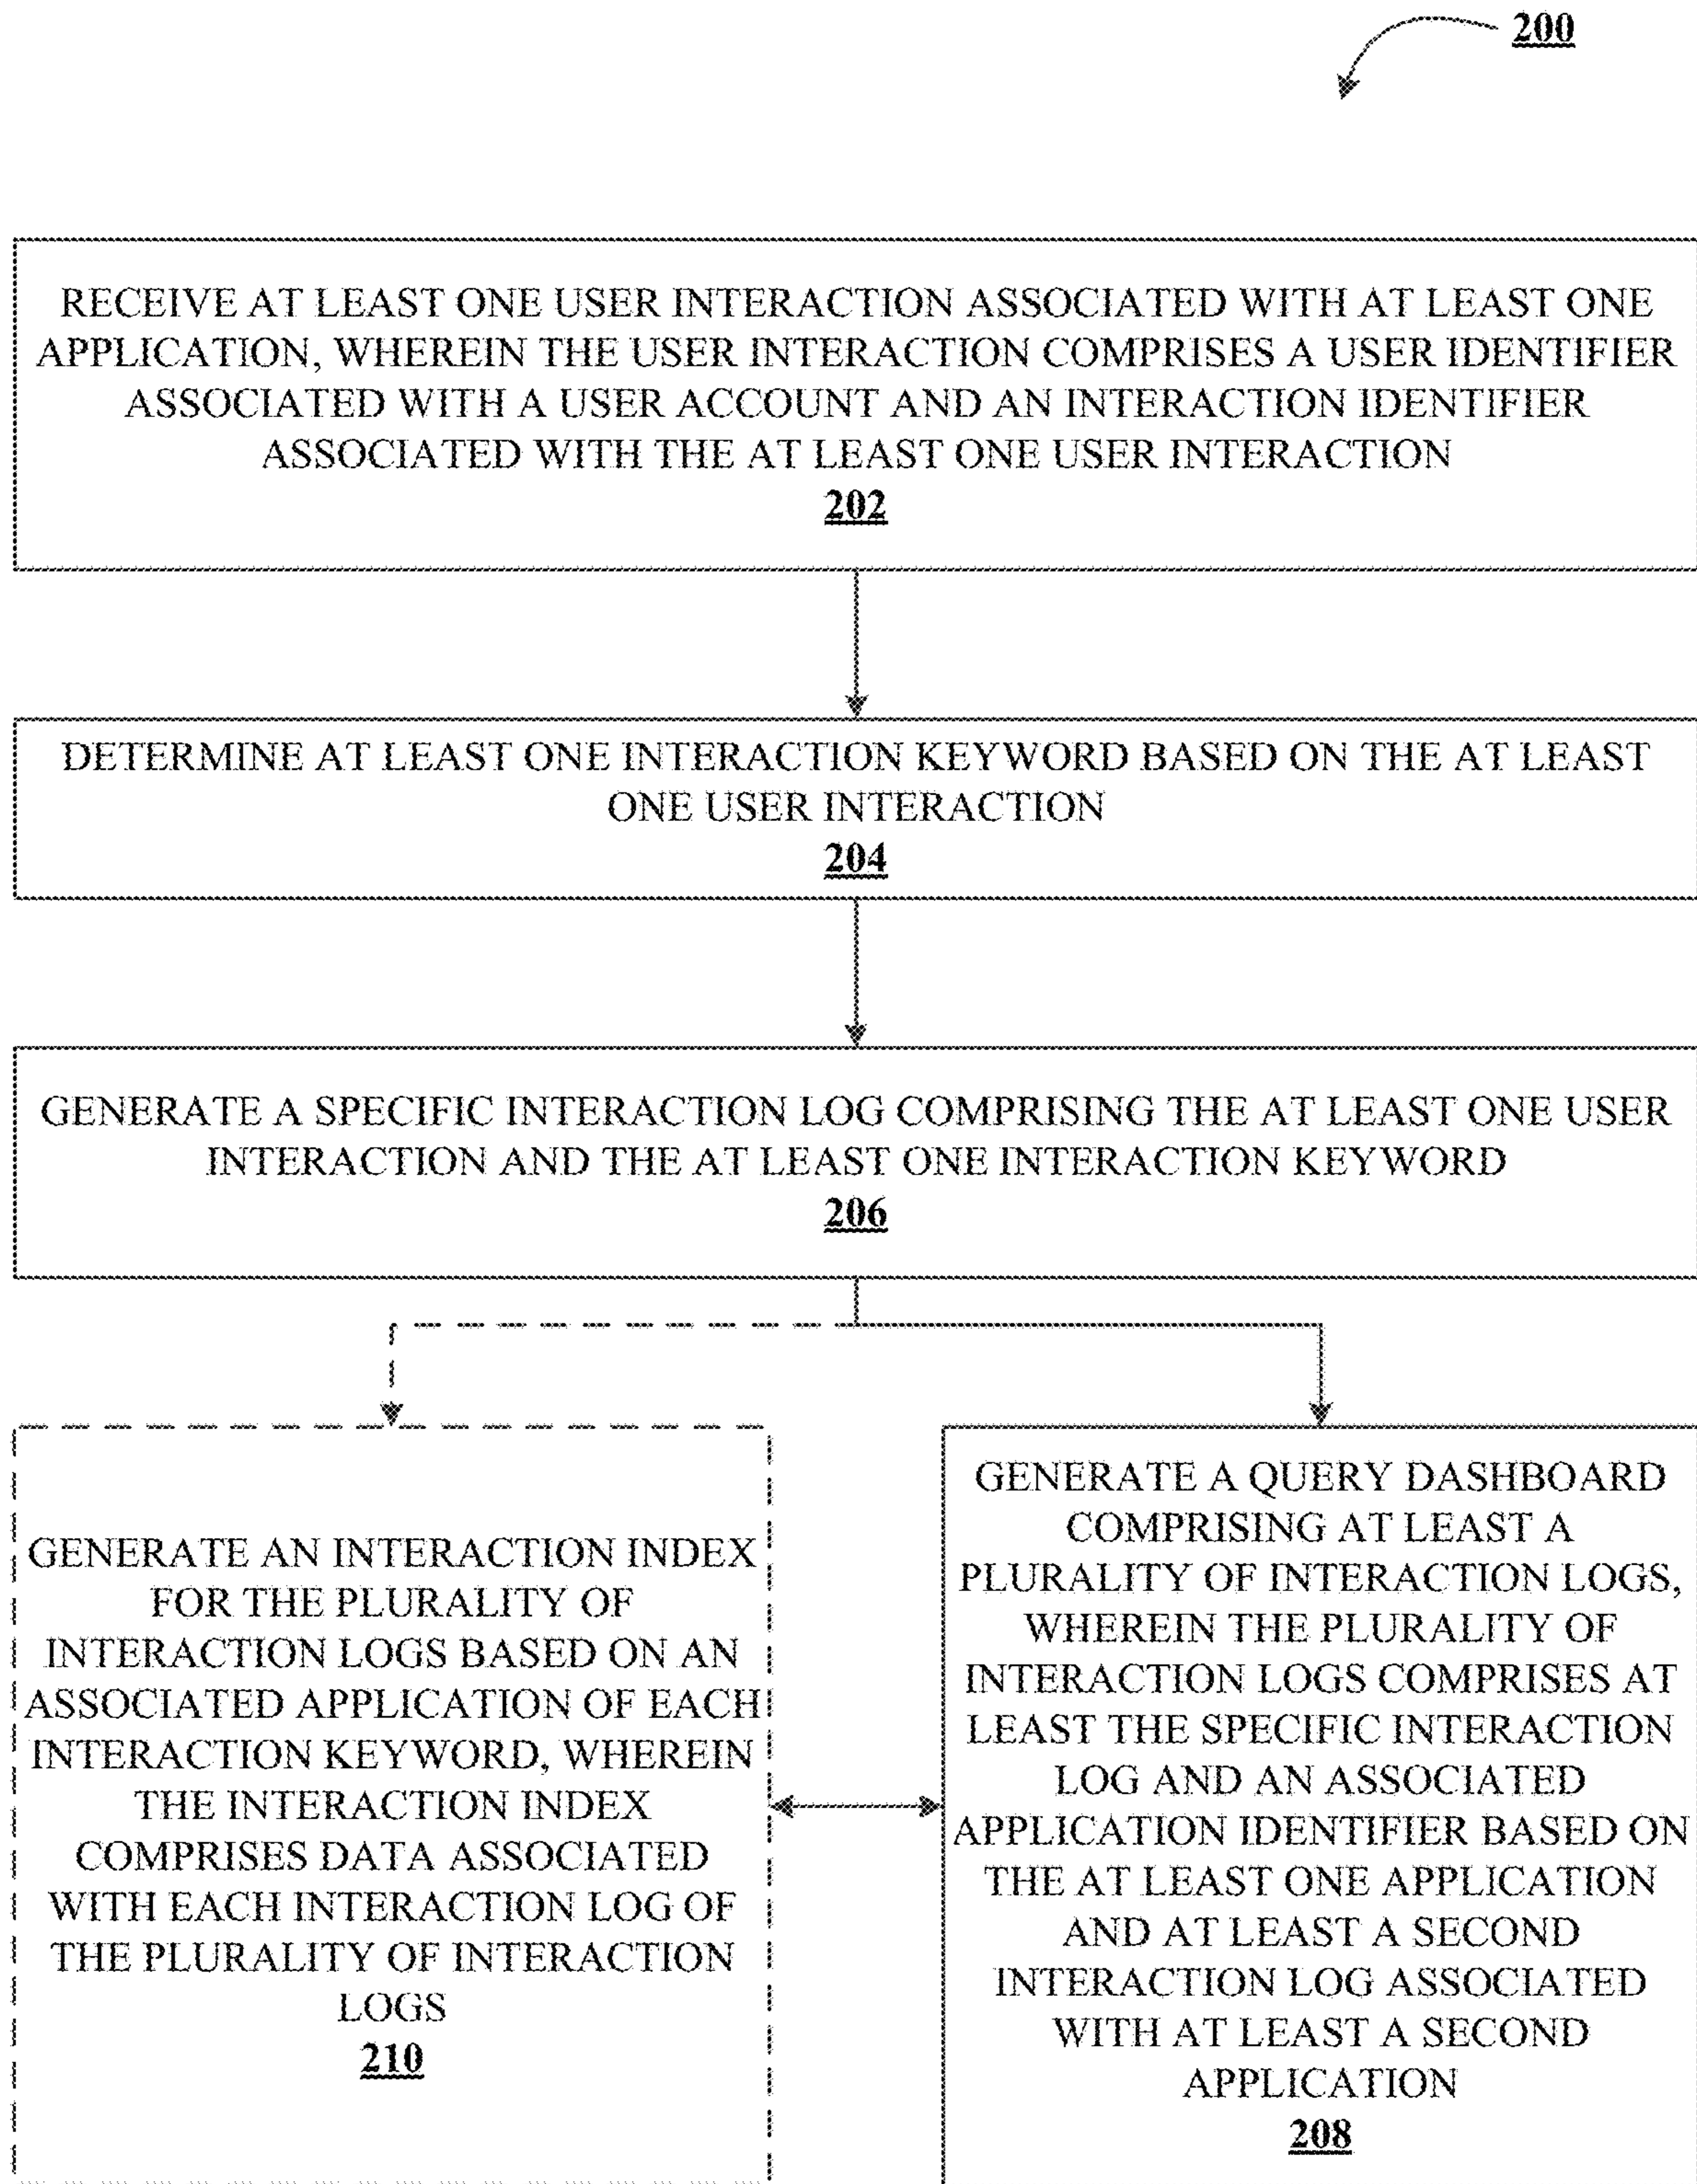 200
RECEIVE AT LEAST ONE USER INTERACTION ASSOCIATED WITH AT LEAST ONE
APPLICATION, WHEREIN THE USER INTERACTION COMPRISES A USER IDENTIFIER
ASSOCIATED WITH A USER ACCOUNT AND AN INTERACTION IDENTIFIER
ASSOCIATED WITH THE AT LEAST ONE USER INTERACTION
202
DETERMINE AT LEAST ONE INTERACTION KEYWORD BASED ON THE AT LEAST
ONE USER INTERACTION
204
GENERATE A SPECIFIC INTERACTION LOG COMPRISING THE AT LEAST ONE USER
INTERACTION AND THE AT LEAST ONE INTERACTION KEYWORD
206
GENERATE AN INTERACTION INDEX
FOR THE PLURALITY OF
INTERACTION LOGS BASED ON AN
ASSOCIATED APPLICATION OF EACH
INTERACTION KEYWORD, WHEREIN
THE INTERACTION INDEX
COMPRISES DATA ASSOCIATED
WITH EACH INTERACTION LOG OF
THE PLURALITY OF INTERACTION
LOGS
210
GENERATE A QUERY DASHBOARD
COMPRISING AT LEAST A
PLURALITY OF INTERACTION LOGS,
WHEREIN THE PLURALITY OF
INTERACTION LOGS COMPRISES AT
LEAST THE SPECIFIC INTERACTION
LOG AND AN ASSOCIATED
APPLICATION IDENTIFIER BASED ON
THE AT LEAST ONE APPLICATION
AND AT LEAST A SECOND
INTERACTION LOG ASSOCIATED
WITH AT LEAST A SECOND
APPLICATION
208